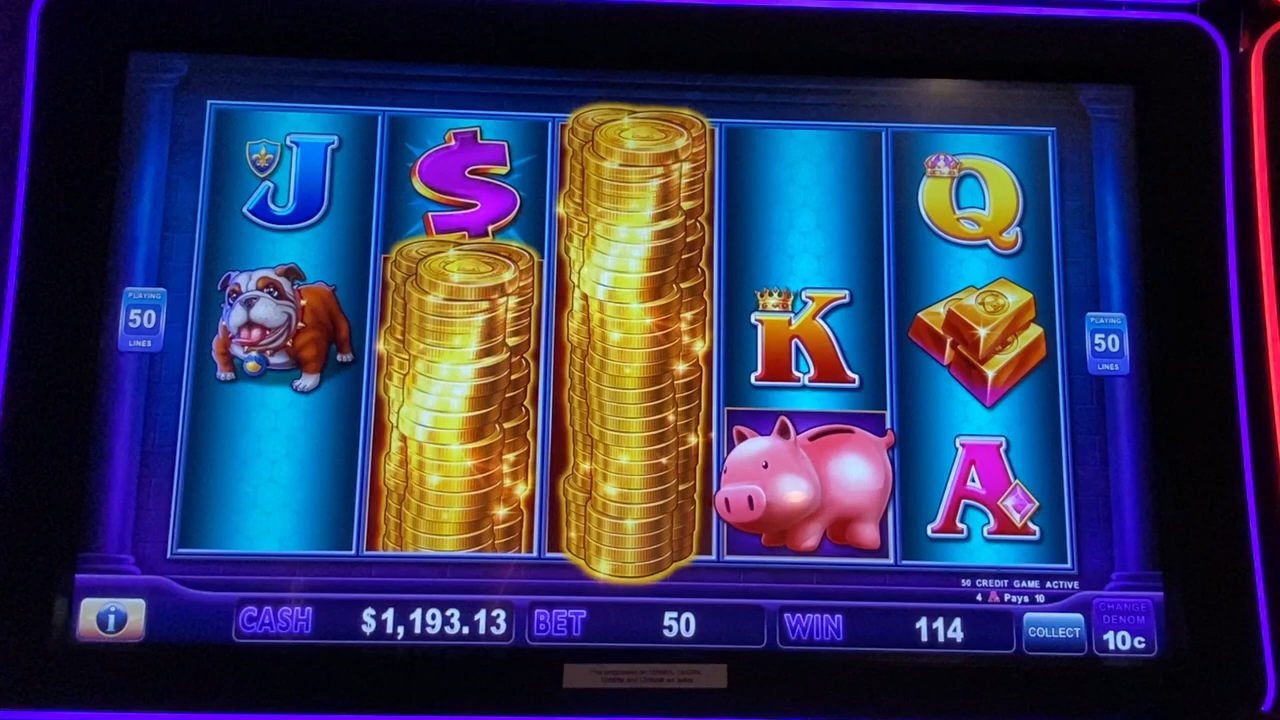 J
$
Q
K
A
PLAYING
50
LINES
PLAYING
50
LINES
50 CREDIT GAME ACTIVE
4 A Pays 10
CASH $1,193.13 BET 50 WIN 114 COLLECT
CHANGE
DENOM
10¢
i